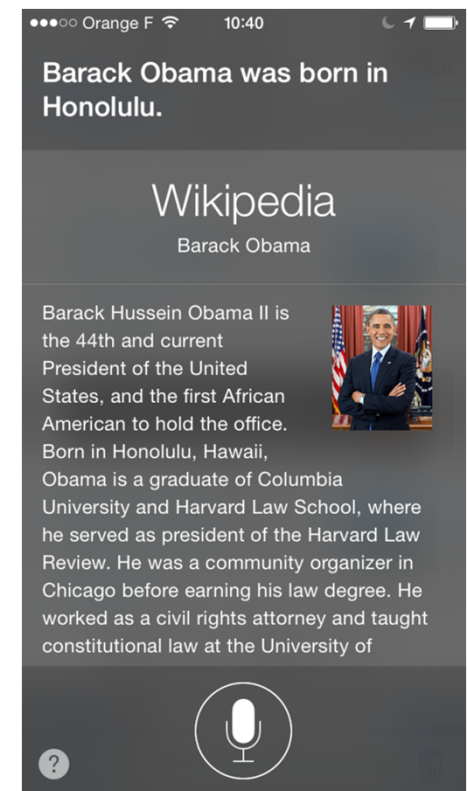 Orange F 10:40
Barack Obama was born in
Honolulu.
Wikipedia
Barack Obama
Barack Hussein Obama II is
the 44th and current
President of the United
States, and the first African
American to hold the office.
Born in Honolulu, Hawaii,
Obama is a graduate of Columbia
University and Harvard Law School, where
he served as president of the Harvard Law
Review. He was a community organizer in
Chicago before earning his law degree. He
worked as a civil rights attorney and taught
constitutional law at the University of
?